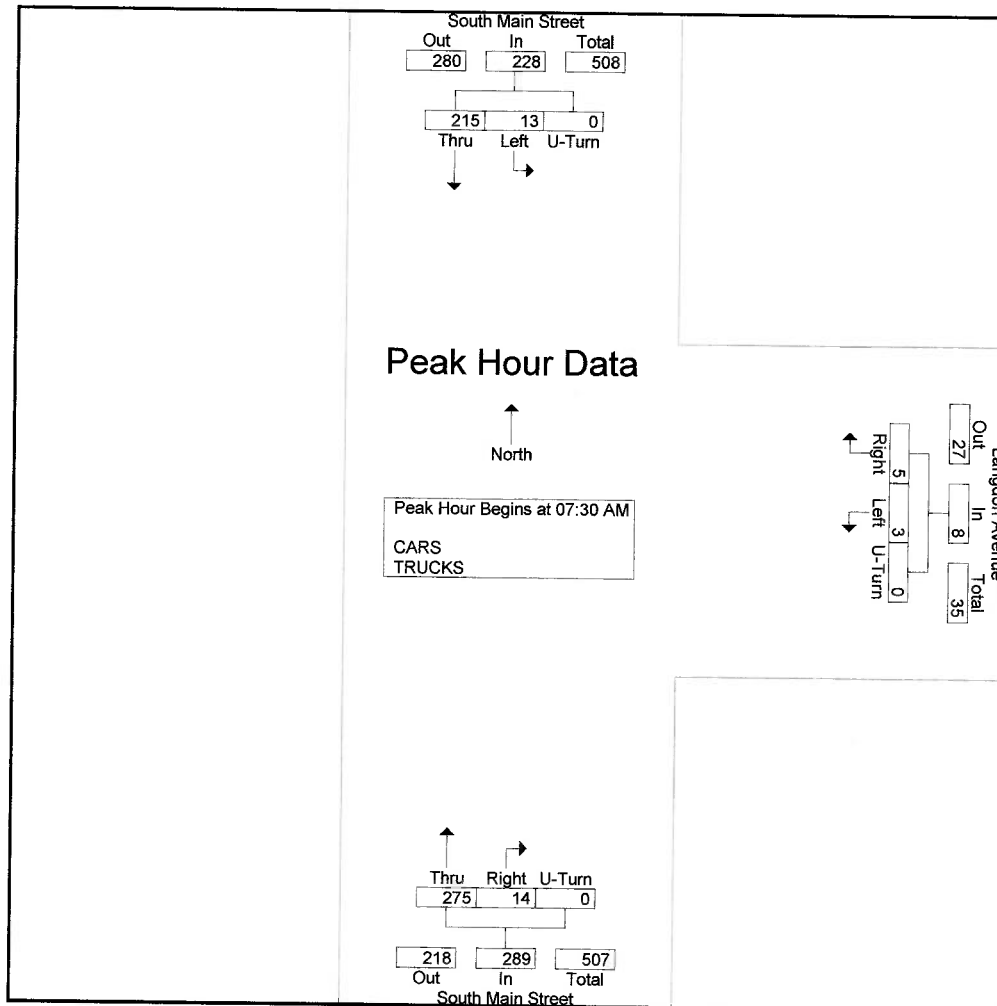 South Main Street
Out In Total
280 228 508
215 13 0
Thru Left U-Turn
Peak Hour Data
North
Peak Hour Begins at 07:30 AM
CARS
TRUCKS
Avenue
Out In Total
27 8 35
5 3 0
Right Left U-Turn
Thru Right U-Turn
275 14 0
218 289 507
Out In Total
South Main Street